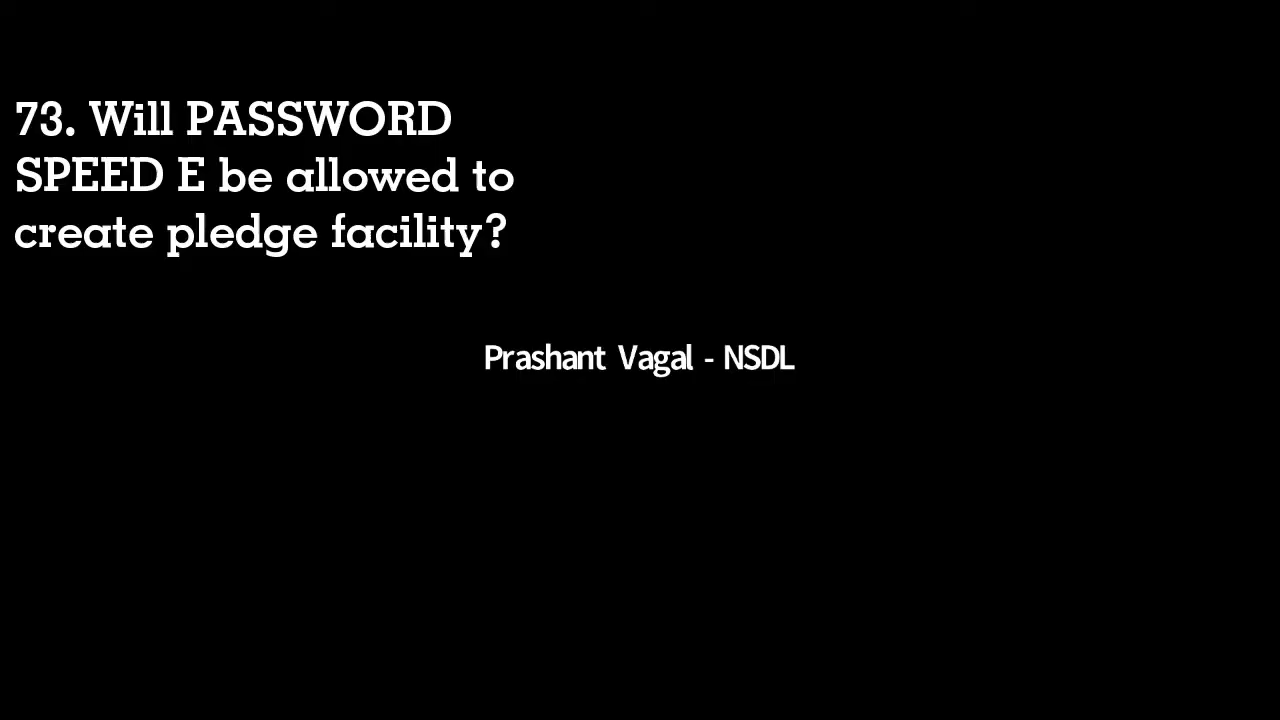 73. Will PASSWORD
SPEED E be allowed to
create pledge facility?
Prashant Vagal - NSDL